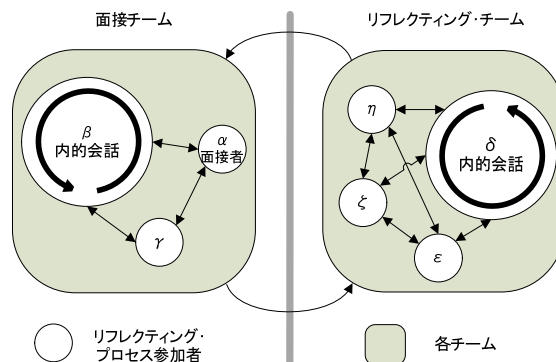 面接チーム
リフレクティング・チーム
β
内的会話
α
面接者
γ
η
δ
内的会話
ζ
ε
リフレクティング・
プロセス参加者
各チーム